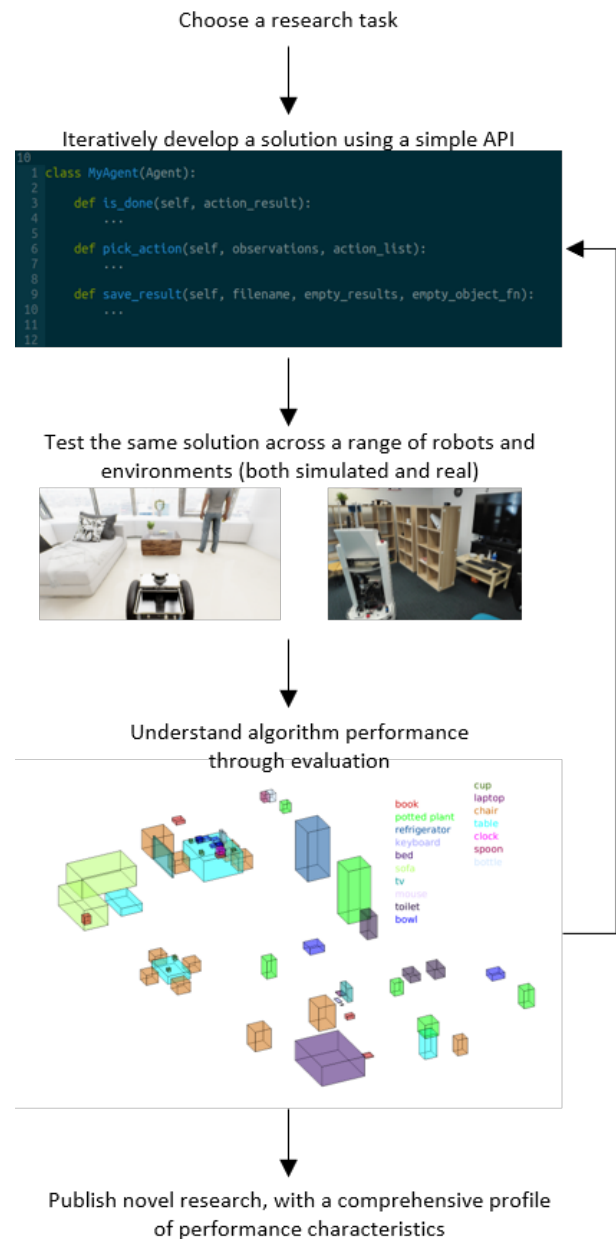 Choose a research task
Iteratively develop a solution using a simple API
10
1 class MyAgent(Agent):
2
3 def is_done(self, action_result):
4 ...
5
6 def pick_action(self, observations, action_list):
7 ...
8
9 def save_result(self, filename, empty_results, empty_object_fn):
10 ...
11
12
Test the same solution across a range of robots and
environments (both simulated and real)
Understand algorithm performance
through evaluation
book
potted plant
refrigerator
keyboard
bed
sofa
tv
mouse
toilet
bowl
cup
laptop
chair
table
clock
spoon
bottle
Publish novel research, with a comprehensive profile
of performance characteristics